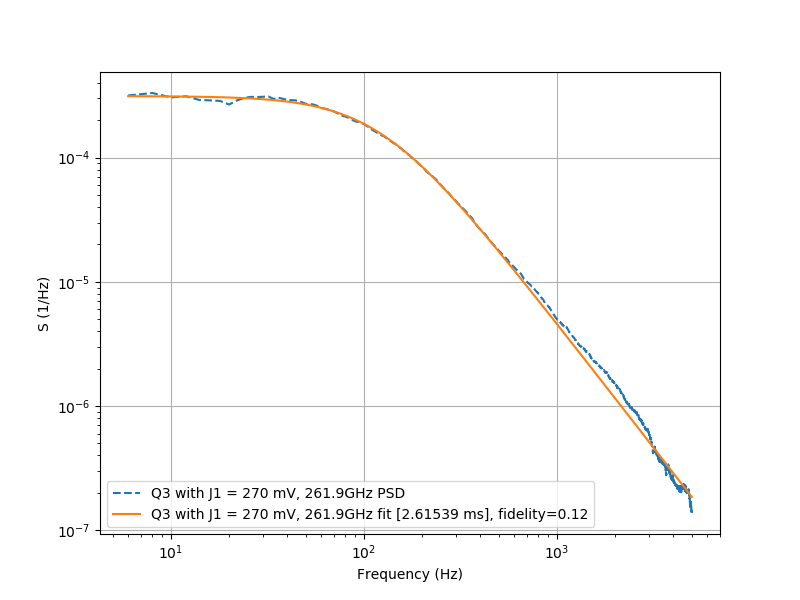 S (1/Hz)
10⁻⁴
10⁻⁵
10⁻⁶
10⁻⁷
Q3 with J1 = 270 mV, 261.9GHz PSD
Q3 with J1 = 270 mV, 261.9GHz fit [2.61539 ms], fidelity=0.12
10¹ 10² 10³
Frequency (Hz)